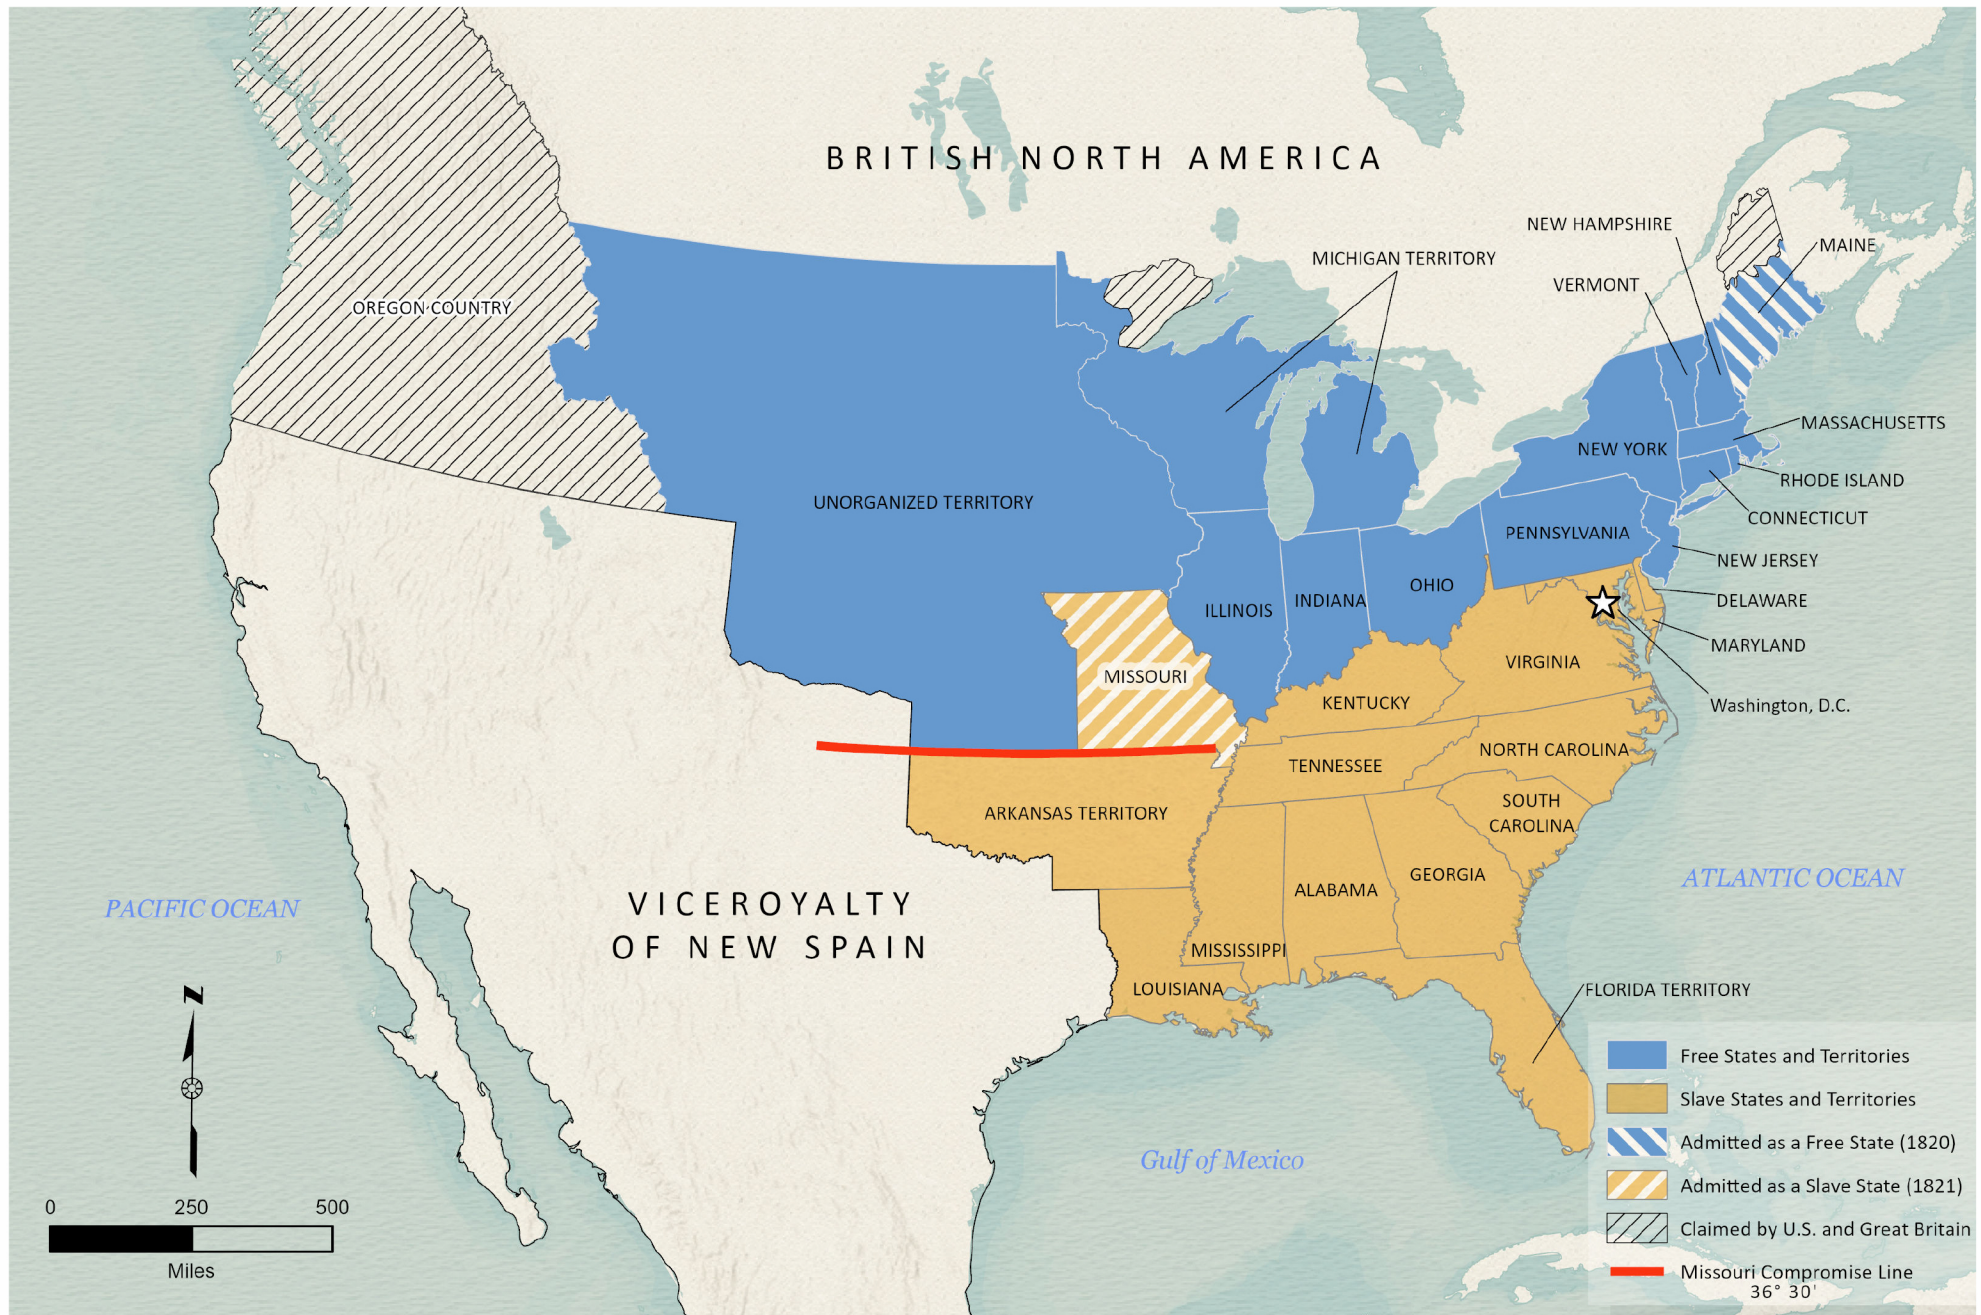 BRITISH NORTH AMERICA
NEW HAMPSHIRE
MAINE
MICHIGAN TERRITORY
VERMONT
OREGON COUNTRY
MASSACHUSETTS
NEW YORK
RHODE ISLAND
UNORGANIZED TERRITORY
CONNECTICUT
PENNSYLVANIA
NEW JERSEY
OHIO
INDIANA
ILLINOIS
DELAWARE
MARYLAND
VIRGINIA
MISSOURI
KENTUCKY
Washington, D.C.
NORTH CAROLINA
TENNESSEE
ARKANSAS TERRITORY
SOUTH
CAROLINA
GEORGIA
ALABAMA
ATLANTIC OCEAN
PACIFIC OCEAN
VICEROYALTY
OF NEW SPAIN
MISSISSIPPI
LOUISIANA
FLORIDA TERRITORY
N
Gulf of Mexico
0 250 500
Miles
Free States and Territories
Slave States and Territories
Admitted as a Free State (1820)
Admitted as a Slave State (1821)
Claimed by U.S. and Great Britain
Missouri Compromise Line
36° 30'